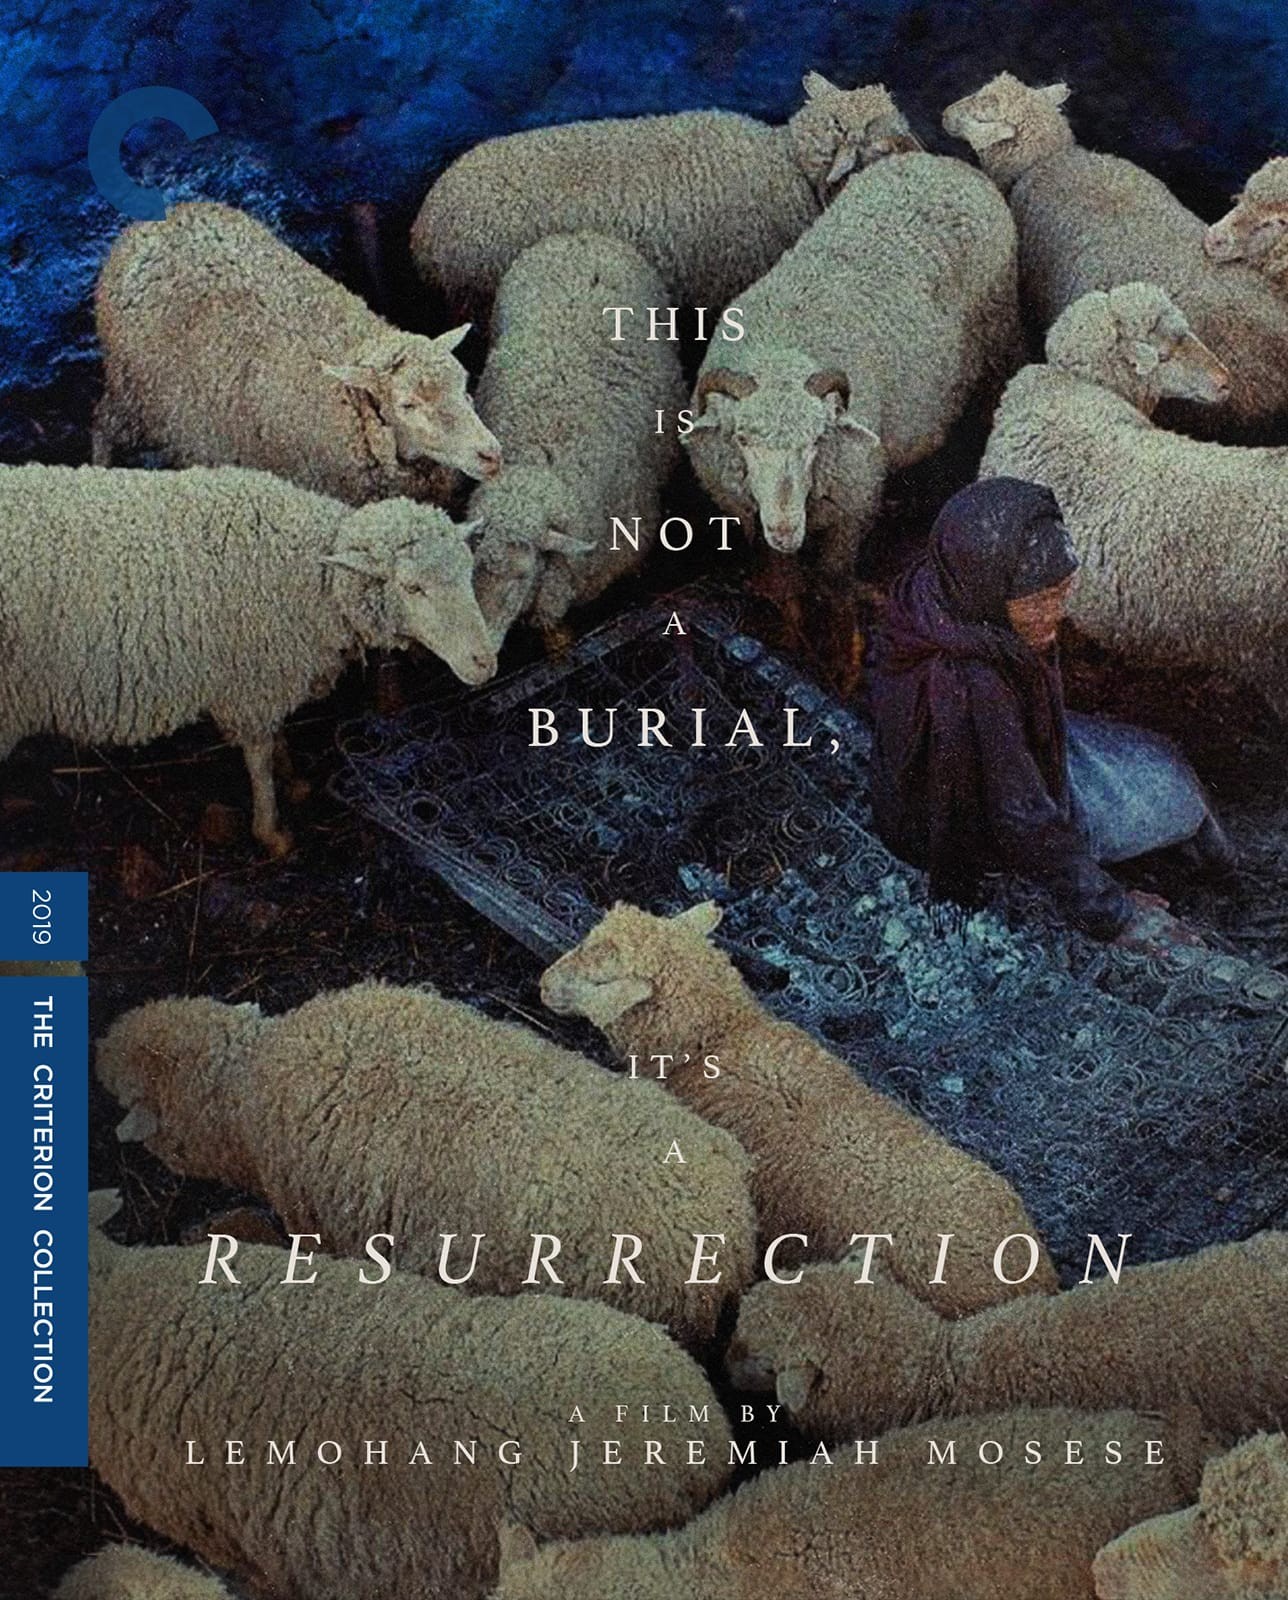 THIS
IS
NOT
A
BURIAL,
IT'S
A
RESURRECTION
A FILM BY
LEMOHANG JEREMIAH MOSESE
2019
THE CRITERION COLLECTION